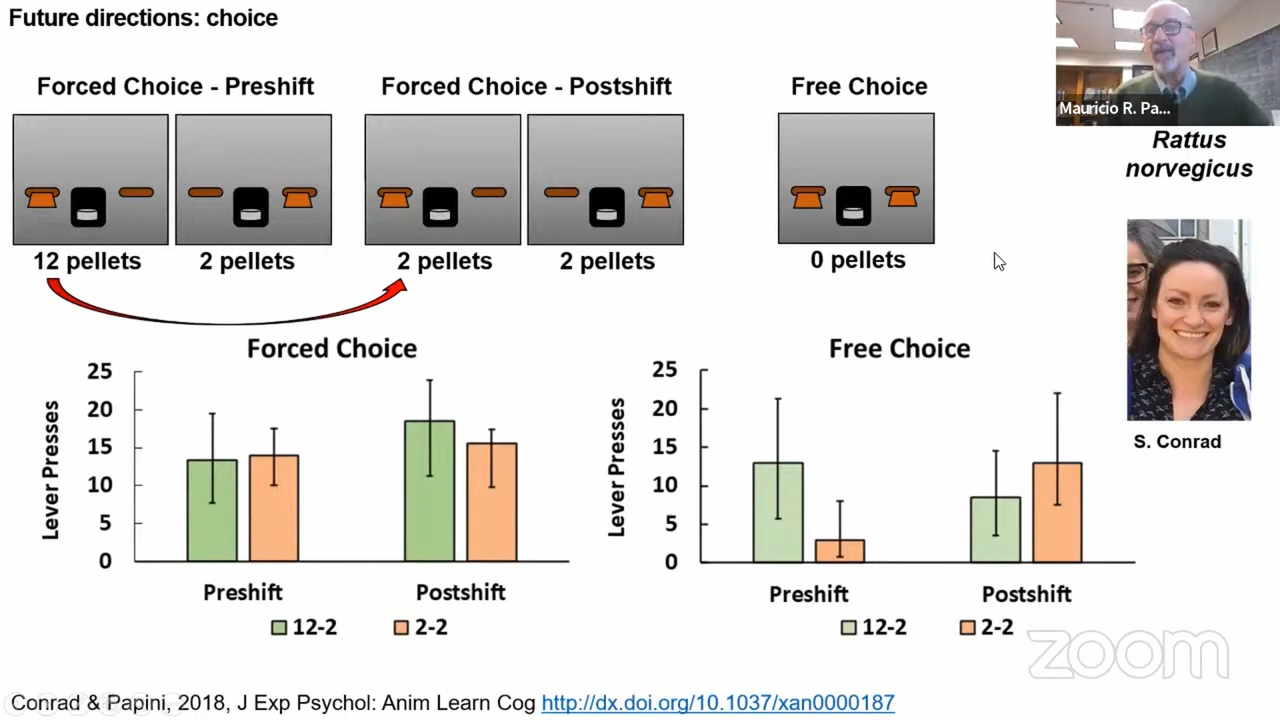 Future directions: choice
Mauricio R. Pa...
Forced Choice - Preshift
Forced Choice - Postshift
Free Choice
Rattus
norvegicus
12 pellets
2 pellets
2 pellets
2 pellets
0 pellets
Forced Choice
25
20
15
10
5
0
Lever Presses
Preshift
Postshift
12-2
2-2
Free Choice
25
20
15
10
5
0
Lever Presses
Preshift
Postshift
12-2
2-2
S. Conrad
zoom
Conrad & Papini, 2018, J Exp Psychol: Anim Learn Cog http://dx.doi.org/10.1037/xan0000187